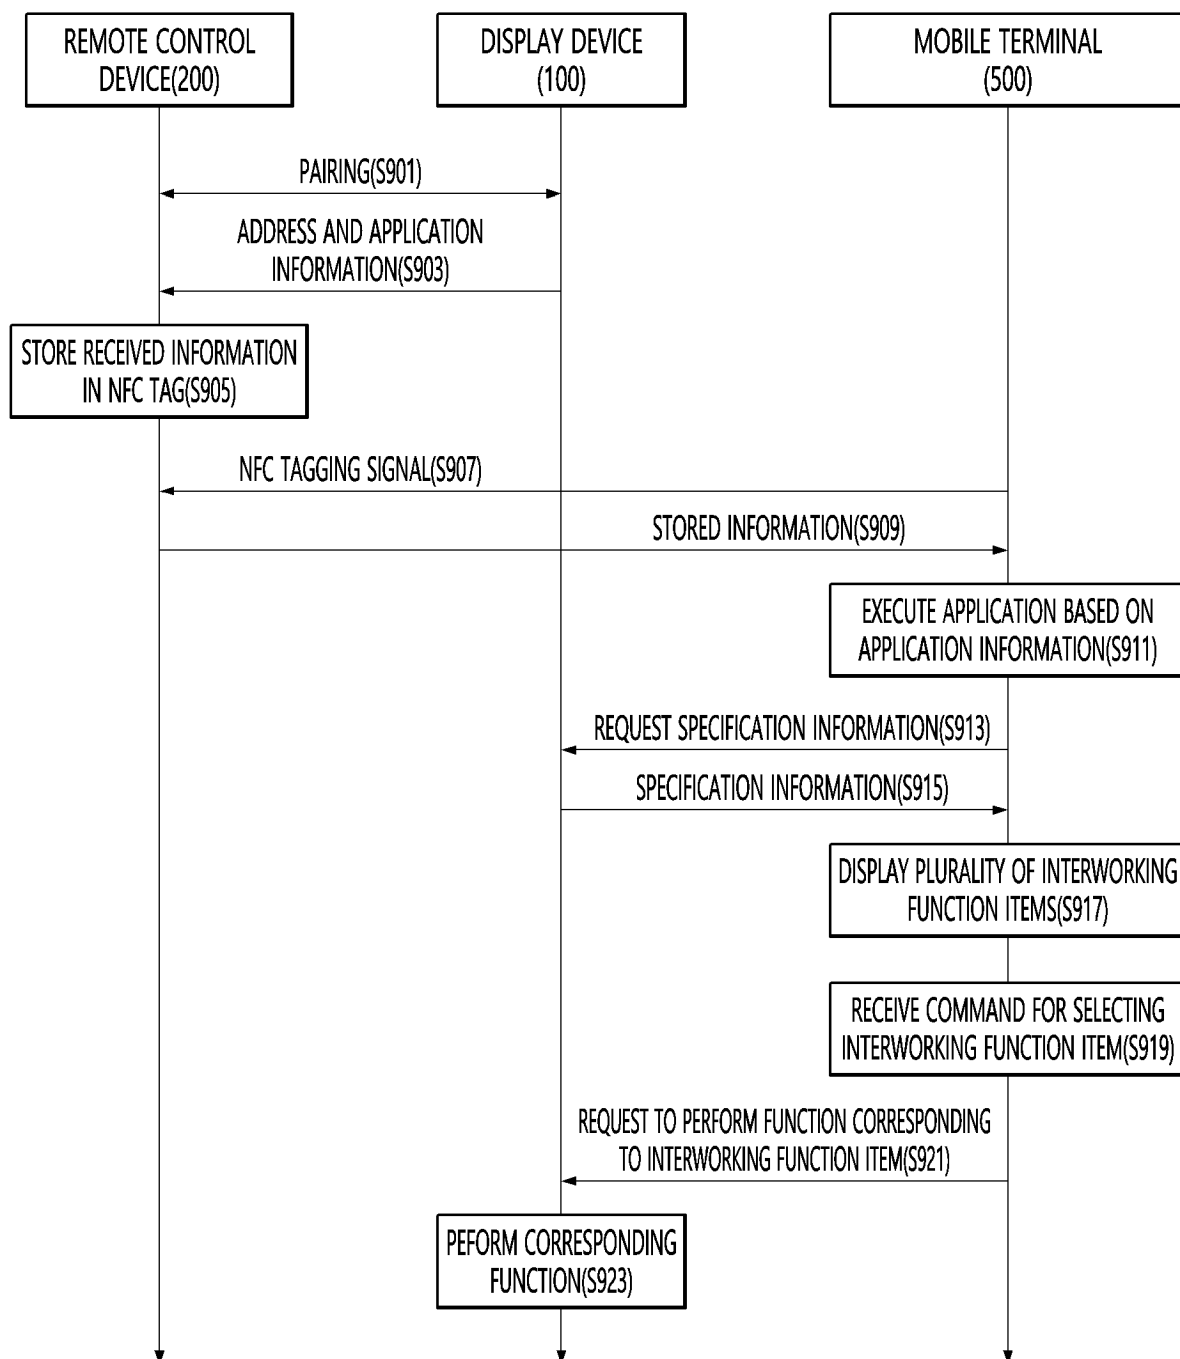 REMOTE CONTROL
DEVICE(200)
DISPLAY DEVICE
(100)
MOBILE TERMINAL
(500)
PAIRING(S901)
ADDRESS AND APPLICATION
INFORMATION(S903)
STORE RECEIVED INFORMATION
IN NFC TAG(S905)
NFC TAGGING SIGNAL(S907)
STORED INFORMATION(S909)
EXECUTE APPLICATION BASED ON
APPLICATION INFORMATION(S911)
REQUEST SPECIFICATION INFORMATION(S913)
SPECIFICATION INFORMATION(S915)
DISPLAY PLURALITY OF INTERWORKING
FUNCTION ITEMS(S917)
RECEIVE COMMAND FOR SELECTING
INTERWORKING FUNCTION ITEM(S919)
REQUEST TO PERFORM FUNCTION CORRESPONDING
TO INTERWORKING FUNCTION ITEM(S921)
PEFORM CORRESPONDING
FUNCTION(S923)